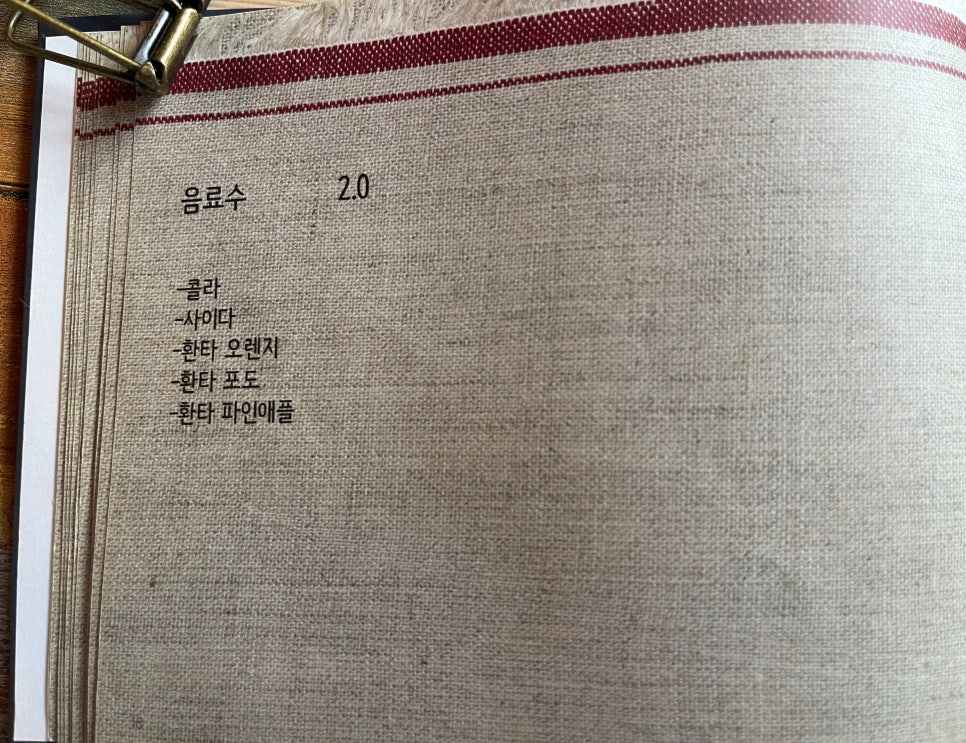 음료수 2.0
-콜라
-사이다
-환타 오렌지
-환타 포도
-환타 파인애플
18